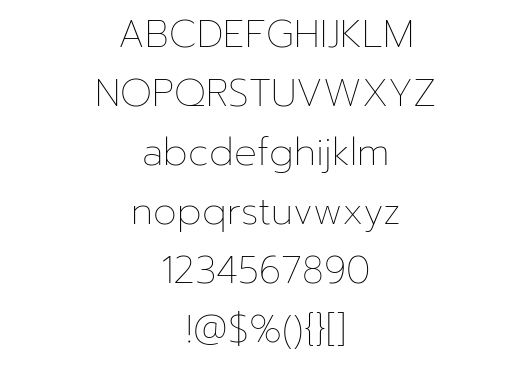 ABCDEFGHIJKLM
NOPQRSTUVWXYZ
abcdefghijklm
nopqrstuvwxyz
1234567890
!@$%(){}[]